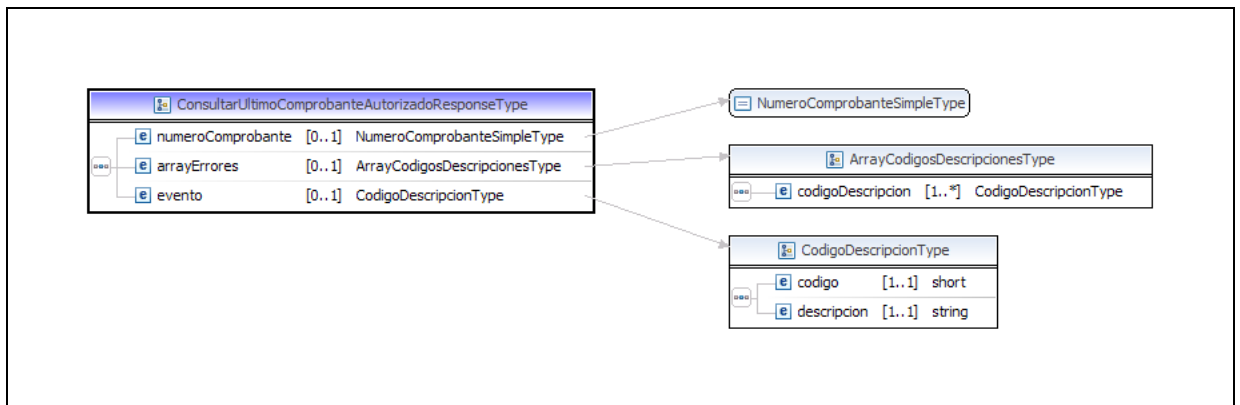 ConsultarUltimoComprobanteAutorizadoResponseType
e numeroComprobante [0..1] NumeroComprobanteSimpleType
e arrayErrores [0..1] ArrayCodigosDescripcionesType
e evento [0..1] CodigoDescripcionType
NumeroComprobanteSimpleType
ArrayCodigosDescripcionesType
e codigoDescripcion [1..*] CodigoDescripcionType
CodigoDescripcionType
e codigo [1..1] short
e descripcion [1..1] string